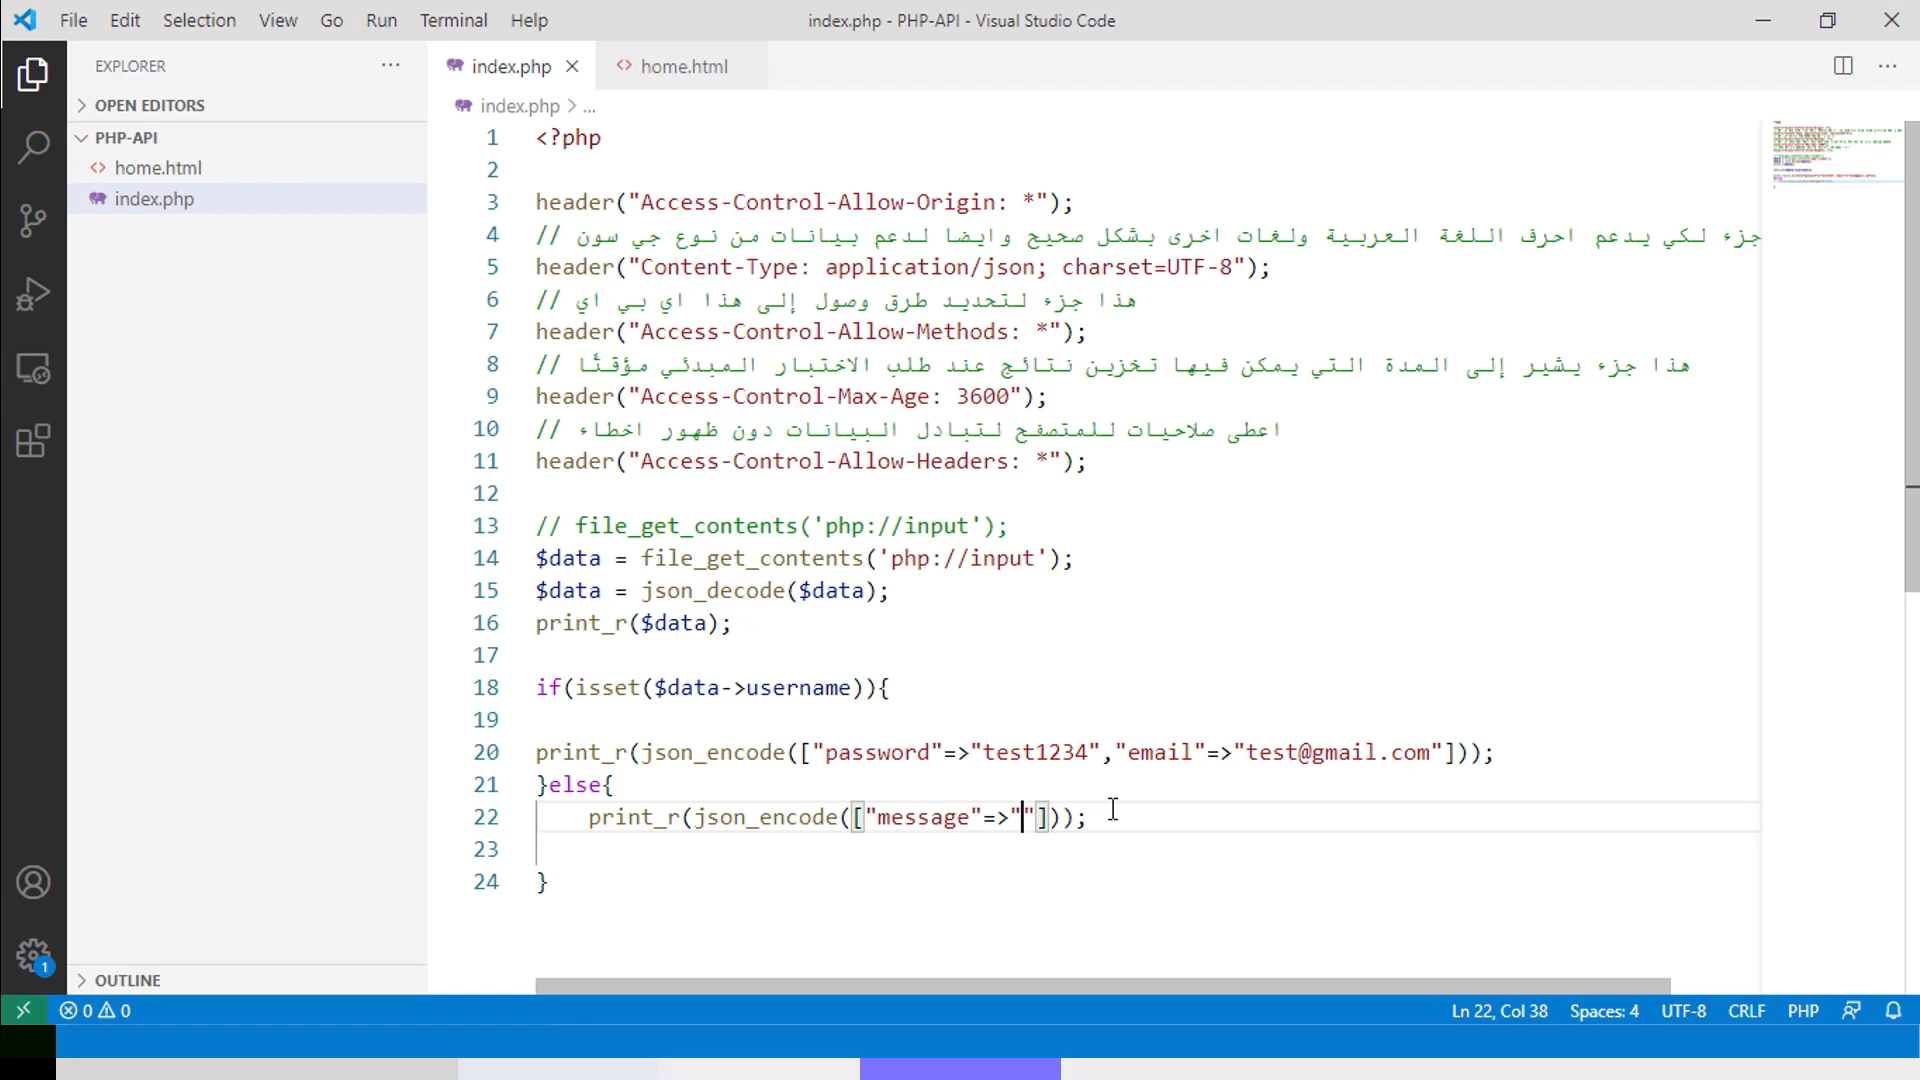 File Edit Selection View Go Run Terminal Help
index.php - PHP-API - Visual Studio Code
EXPLORER
OPEN EDITORS
PHP-API
home.html
index.php
OUTLINE
index.php
home.html
index.php > ...
1 <?php
2
3 header("Access-Control-Allow-Origin: *");
4 // جزء لكي يدعم احرف اللغة العربية ولغات اخرى بشكل صحيح وايضا لدعم بيانات من نوع جي سون
5 header("Content-Type: application/json; charset=UTF-8");
6 // هذا جزء لتحديد طرق وصول إلى هذا اي بي اي
7 header("Access-Control-Allow-Methods: *");
8 // هذا جزء يشير إلى المدة التي يمكن فيها تخزين نتائج عند طلب الاختبار المبدئي مؤقتًا
9 header("Access-Control-Max-Age: 3600");
10 // اعطى صلاحيات للمتصفح لتبادل البيانات دون ظهور اخطاء
11 header("Access-Control-Allow-Headers: *");
12
13 // file_get_contents('php://input');
14 $data = file_get_contents('php://input');
15 $data = json_decode($data);
16 print_r($data);
17
18 if(isset($data->username)){
19
20 print_r(json_encode(["password"=>"test1234","email"=>"test@gmail.com"]));
21 }else{
22 print_r(json_encode(["message"=>""]));
23
24 }
1
0 0
Ln 22, Col 38 Spaces: 4 UTF-8 CRLF PHP